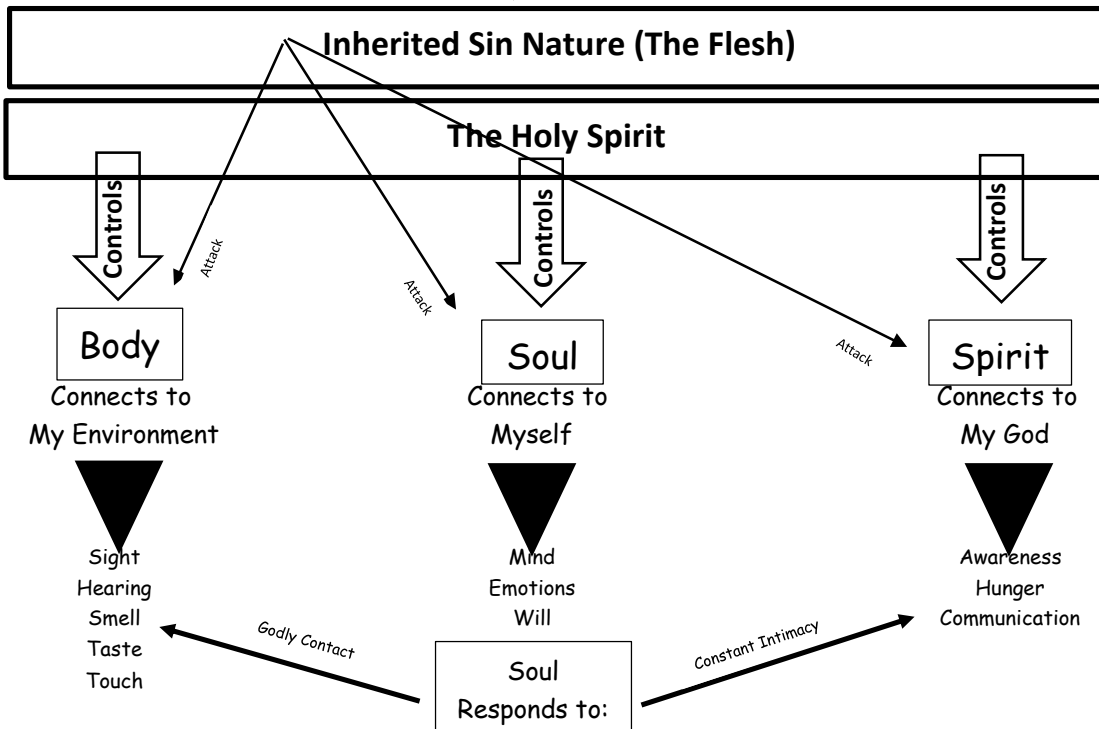 Inherited Sin Nature (The Flesh)
The Holy Spirit
Controls
Controls
Controls
Attack
Attack
Attack
Body
Connects to
My Environment
Sight
Hearing
Smell
Taste
Touch
Soul
Connects to
Myself
Mind
Emotions
Will
Spirit
Connects to
My God
Awareness
Hunger
Communication
Godly Contact
Constant Intimacy
Soul
Responds to: